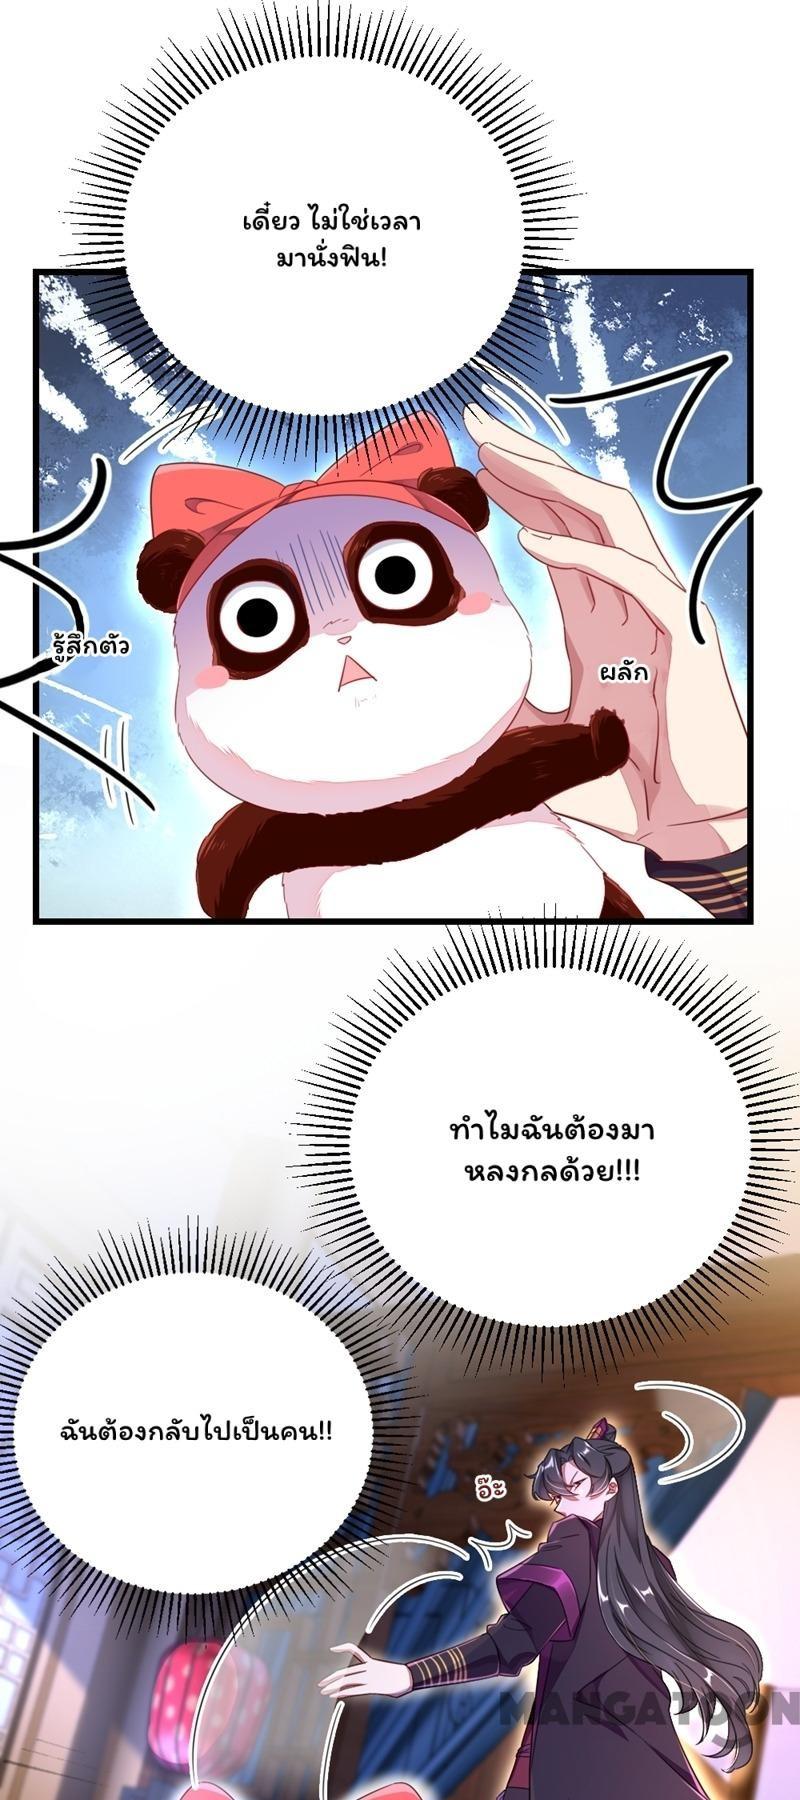 เดี๋ยว ไม่ใช่เวลา
มานั่งฟิน!
รู้สึกตัว
ผลัก
ทำไมฉันต้องมา
หลงกลด้วย!!!
ฉันต้องกลับไปเป็นคน!!
อ๊ะ
MANGATOON